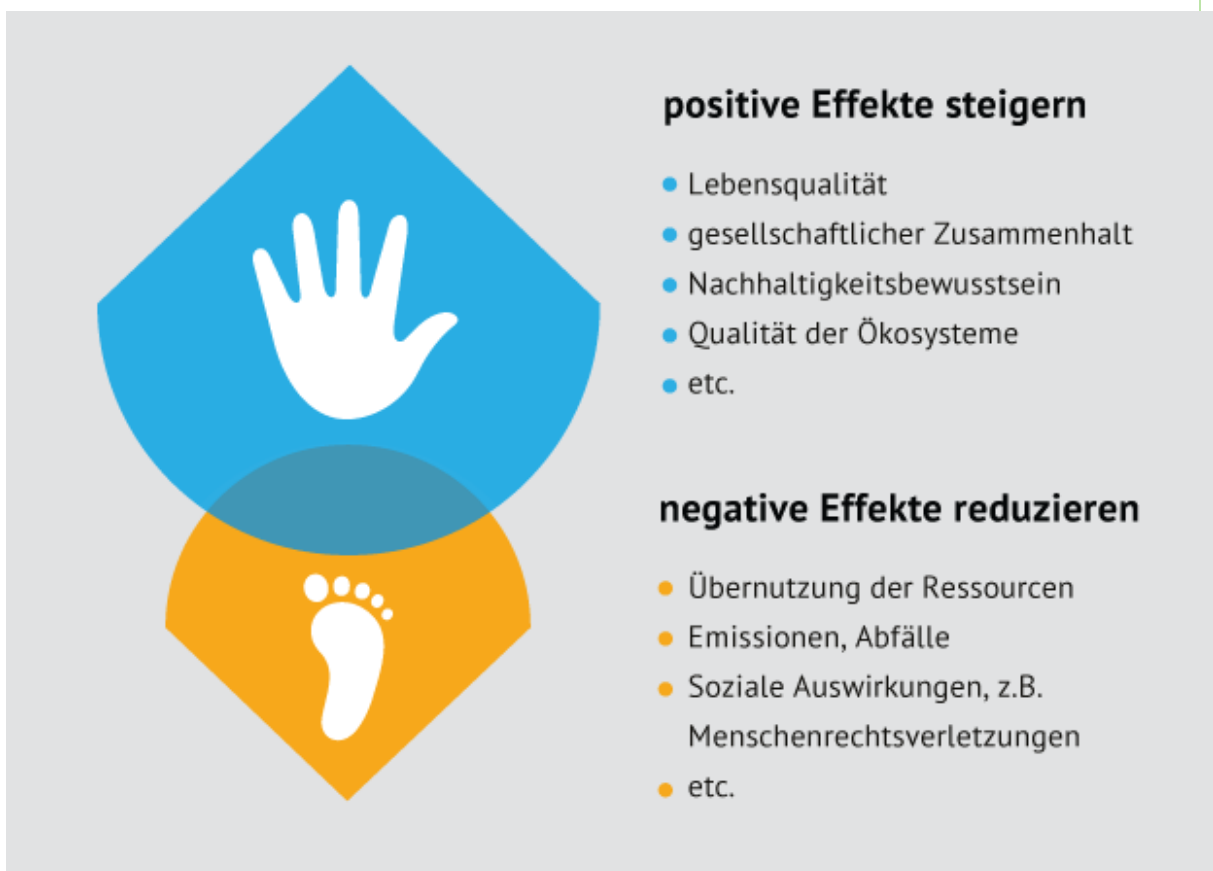 positive Effekte steigern
Lebensqualität
gesellschaftlicher Zusammenhalt
Nachhaltigkeitsbewusstsein
Qualität der Ökosysteme
etc.
negative Effekte reduzieren
Übernutzung der Ressourcen
Emissionen, Abfälle
Soziale Auswirkungen, z.B.
Menschenrechtsverletzungen
etc.